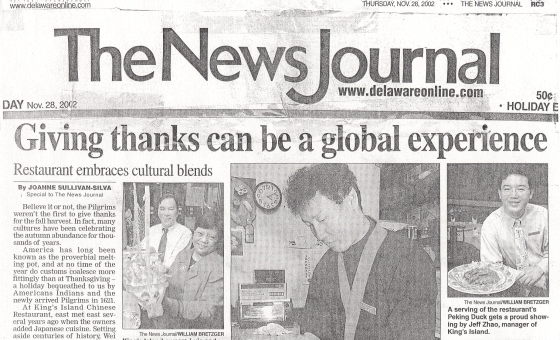 www.delawareonline.com
THURSDAY, NOV. 28, 2002 ••• THE NEWS JOURNAL RC3
The News Journal
www.delawareonline.com
50¢
DAY Nov. 28, 2002
• HOLIDAY E
Giving thanks can be a global experience
Restaurant embraces cultural blends
By JOANNE SULLIVAN-SILVA
Special to The News Journal
Believe it or not, the Pilgrims
weren't the first to give thanks
for the fall harvest. In fact, many
cultures have been celebrating
the autumn abundance for thou-
sands of years.
America has long been
known as the proverbial melt-
ing pot, and at no time of the
year do customs coalesce more
fittingly than at Thanksgiving –
a holiday bequeathed to us by
Americans Indians and the
newly arrived Pilgrims in 1621.
At King's Island Chinese
Restaurant, east met east sev-
eral years ago when the owners
added Japanese cuisine. Setting
aside centuries of history, Wei
The News Journal/WILLIAM BRETZGER
The News Journal/WILLIAM BRETZGER
The News Journal/WILLIAM BRETZGER
A serving of the restaurant's
Peking Duck gets a proud show-
ing by Jeff Zhao, manager of
King's Island.